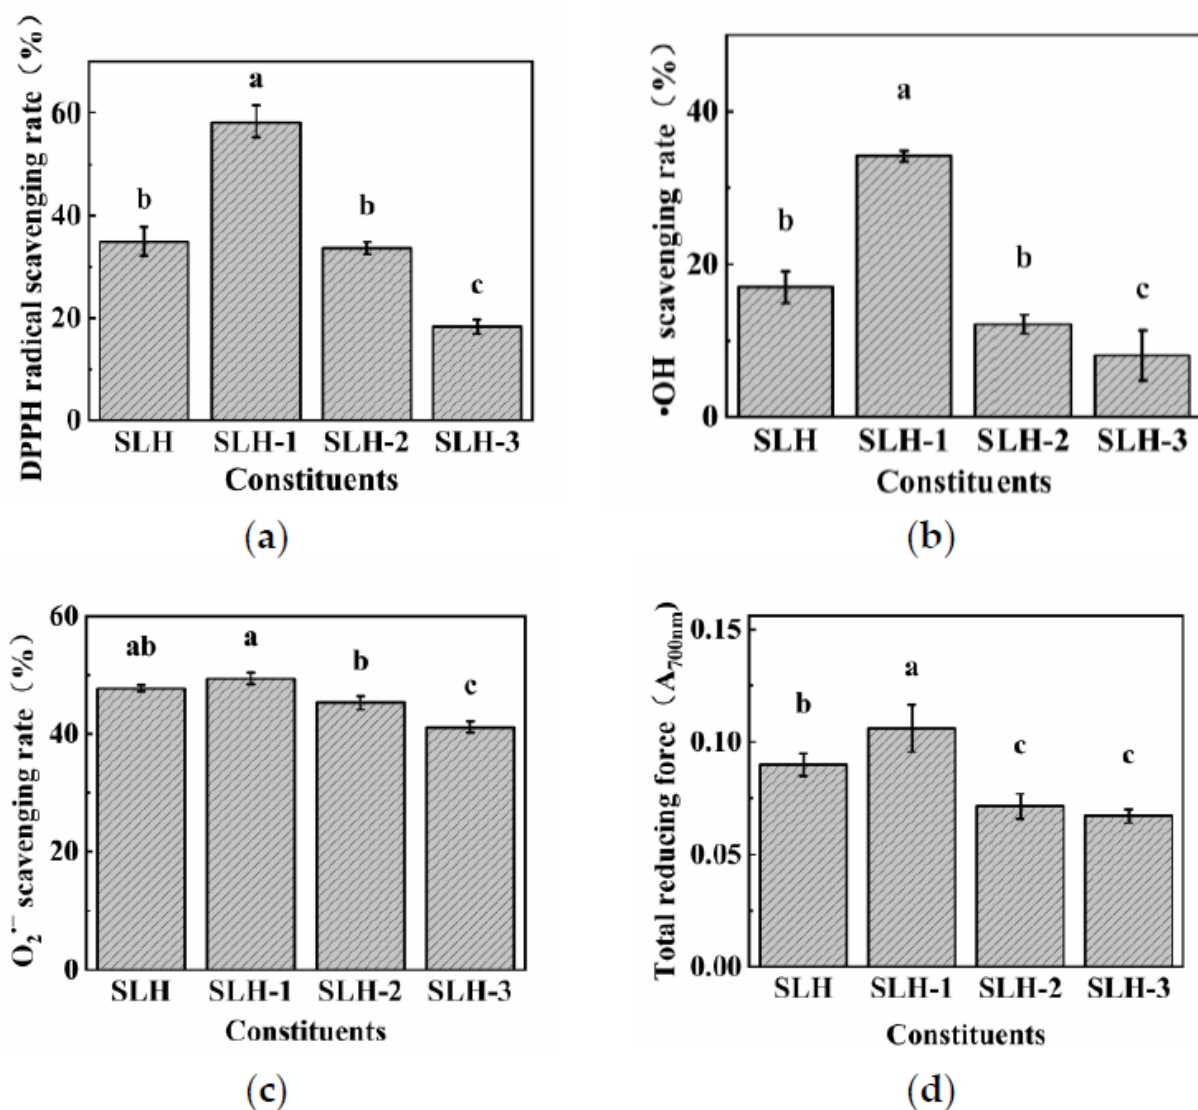 DPPH radical scavenging rate (%)
60
40
20
0
a
b
b
c
SLH SLH-1 SLH-2 SLH-3
Constituents
(a)
•OH scavenging rate (%)
40
20
0
a
b
b
c
SLH SLH-1 SLH-2 SLH-3
Constituents
(b)
O₂·⁻ scavenging rate (%)
60
40
20
0
ab
a
b
c
SLH SLH-1 SLH-2 SLH-3
Constituents
(c)
Total reducing force (A700nm)
0.15
0.10
0.05
0.00
b
a
c
c
SLH SLH-1 SLH-2 SLH-3
Constituents
(d)